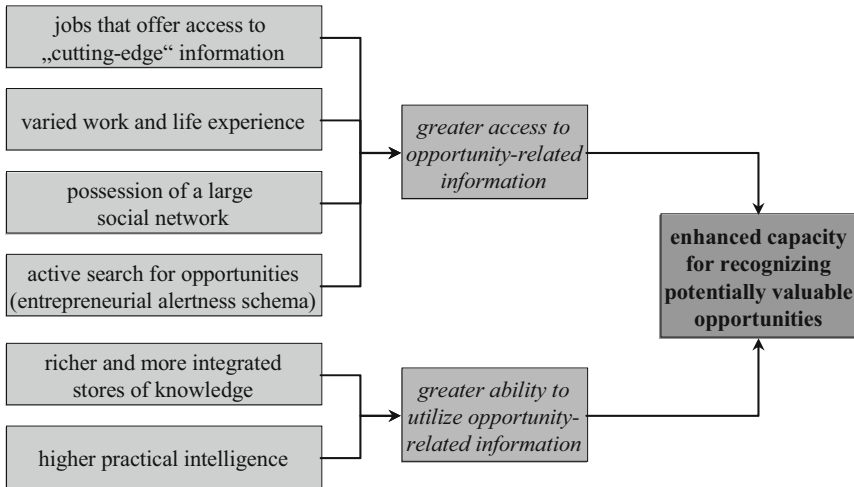 jobs that offer access to
„cutting-edge“ information
varied work and life experience
possession of a large
social network
active search for opportunities
(entrepreneurial alertness schema)
richer and more integrated
stores of knowledge
higher practical intelligence
greater access to
opportunity-related
information
greater ability to
utilize opportunity-
related information
enhanced capacity
for recognizing
potentially valuable
opportunities